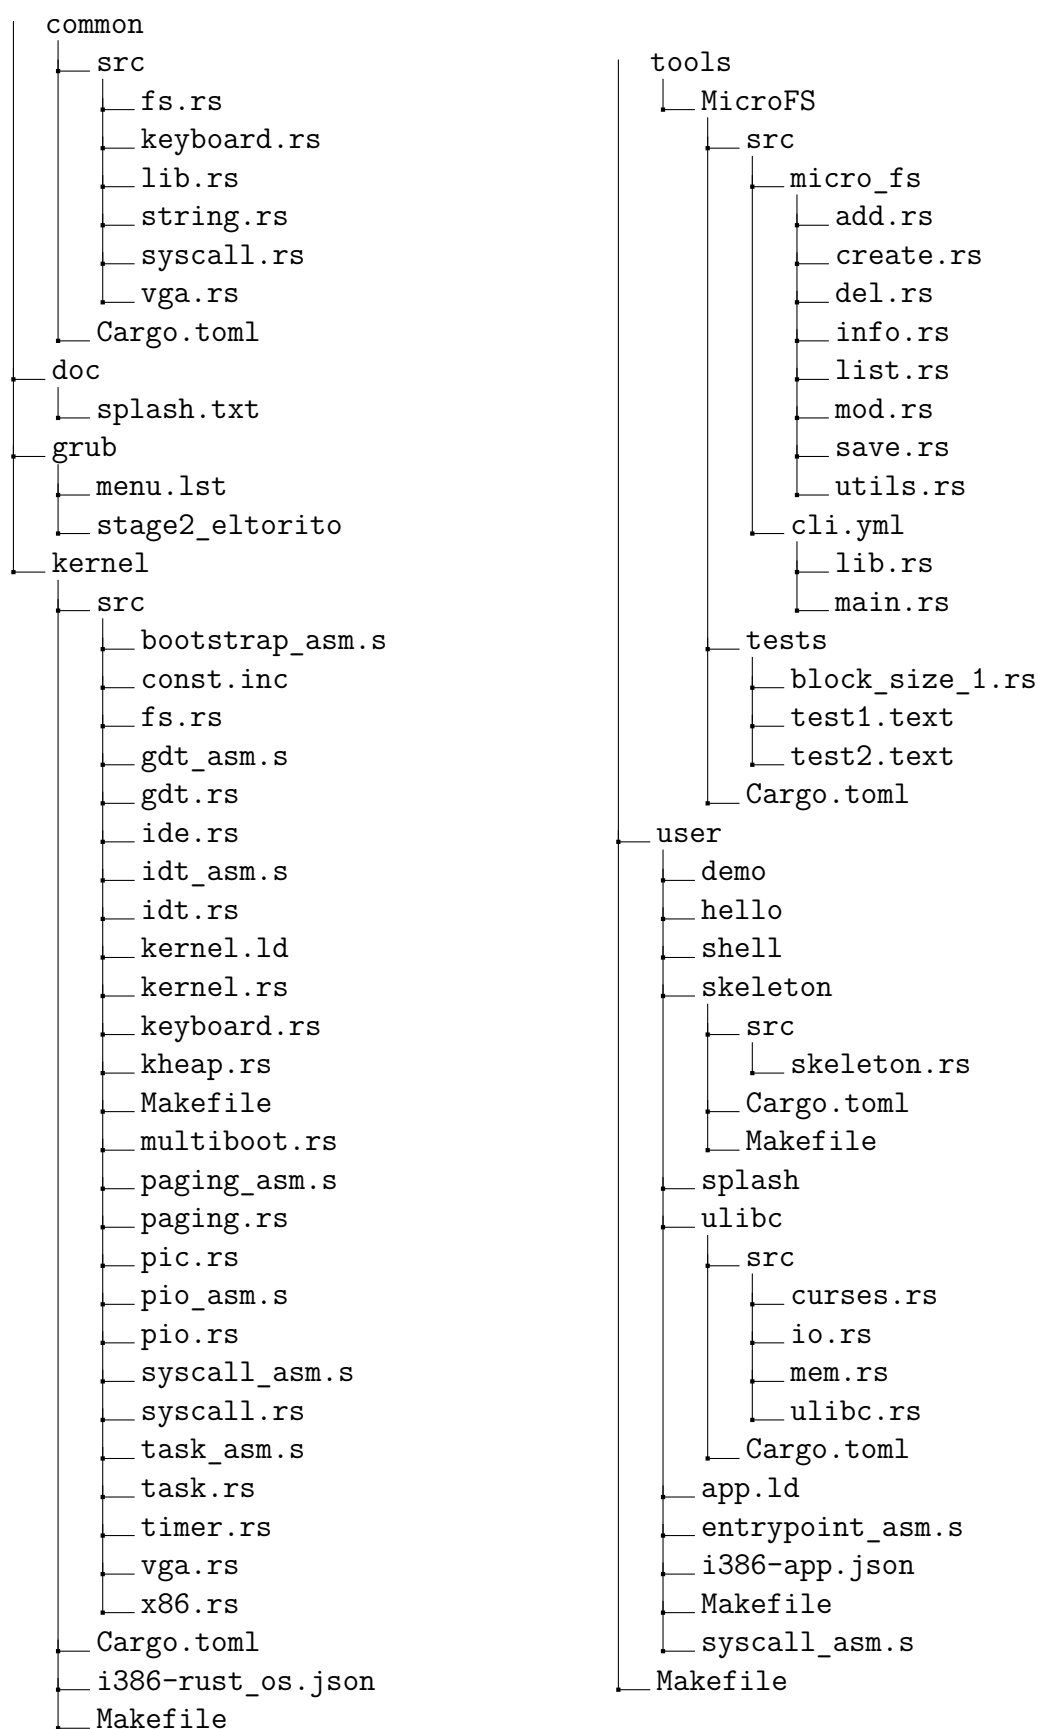 common
src
fs.rs
keyboard.rs
lib.rs
string.rs
syscall.rs
vga.rs
Cargo.toml
doc
splash.txt
grub
menu.lst
stage2_eltorito
kernel
src
bootstrap_asm.s
const.inc
fs.rs
gdt_asm.s
gdt.rs
ide.rs
idt_asm.s
idt.rs
kernel.ld
kernel.rs
keyboard.rs
kheap.rs
Makefile
multiboot.rs
paging_asm.s
paging.rs
pic.rs
pio_asm.s
pio.rs
syscall_asm.s
syscall.rs
task_asm.s
task.rs
timer.rs
vga.rs
x86.rs
Cargo.toml
i386-rust_os.json
Makefile
tools
MicroFS
src
micro_fs
add.rs
create.rs
del.rs
info.rs
list.rs
mod.rs
save.rs
utils.rs
cli.yml
lib.rs
main.rs
tests
block_size_1.rs
test1.text
test2.text
Cargo.toml
user
demo
hello
shell
skeleton
src
skeleton.rs
Cargo.toml
Makefile
splash
ulibc
src
curses.rs
io.rs
mem.rs
ulibc.rs
Cargo.toml
app.ld
entrypoint_asm.s
i386-app.json
Makefile
syscall_asm.s
Makefile